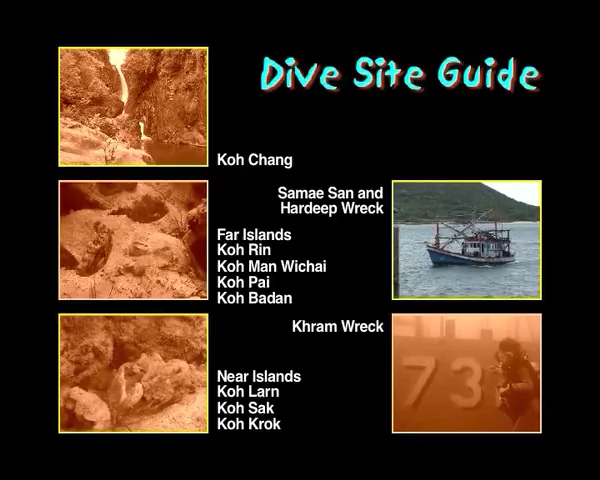 Dive Site Guide
Koh Chang
Samae San and
Hardeep Wreck
Far Islands
Koh Rin
Koh Man Wichai
Koh Pai
Koh Badan
Khram Wreck
73
Near Islands
Koh Larn
Koh Sak
Koh Krok